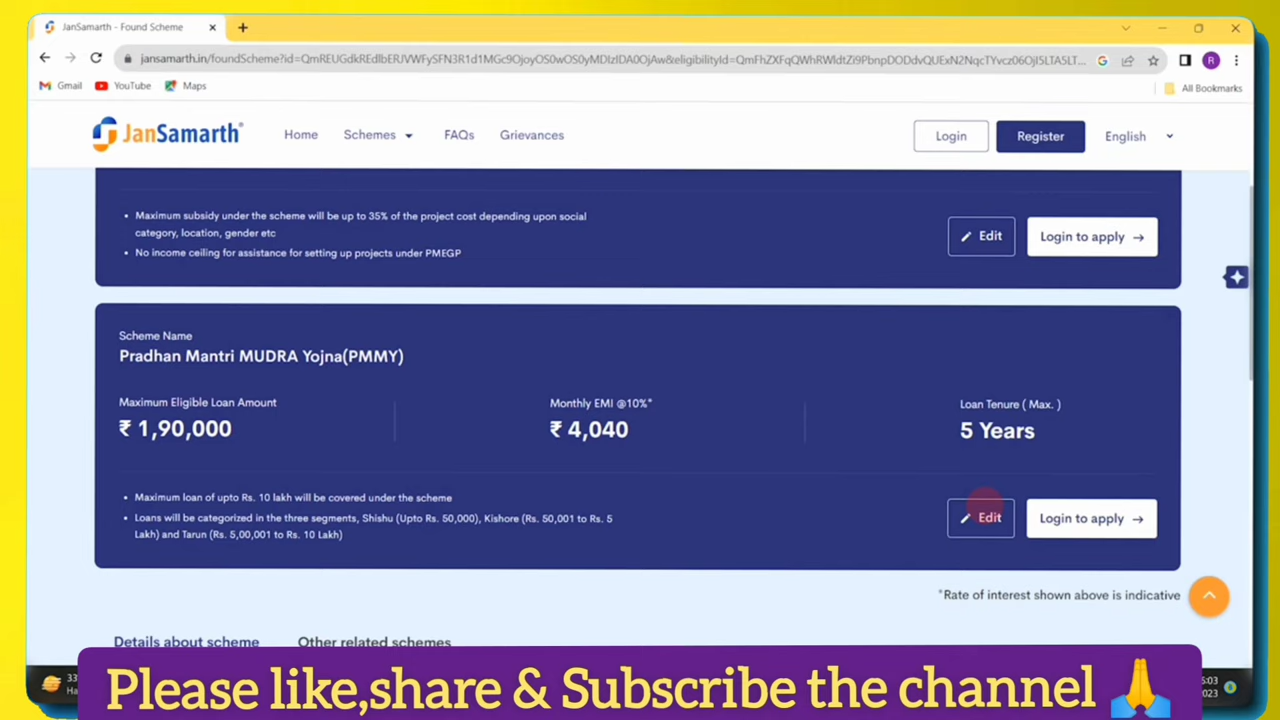 JanSamarth - Found Scheme
jansamarth.in/foundScheme?id=
Gmail YouTube Maps All Bookmarks
JanSamarth Home Schemes FAQs Grievances Login Register English
Maximum subsidy under the scheme will be up to 35% of the project cost depending upon social
category, location, gender etc
No income ceiling for assistance for setting up projects under PMEGP
Edit Login to apply →
Scheme Name
Pradhan Mantri MUDRA Yojna(PMMY)
Maximum Eligible Loan Amount
₹ 1,90,000
Monthly EMI @10%*
₹ 4,040
Loan Tenure ( Max. )
5 Years
Maximum loan of upto Rs. 10 lakh will be covered under the scheme
Loans will be categorized in the three segments, Shishu (Upto Rs. 50,000), Kishore (Rs. 50,001 to Rs. 5
Lakh) and Tarun (Rs. 5,00,001 to Rs. 10 Lakh)
Edit Login to apply →
*Rate of interest shown above is indicative
Details about scheme Other related schemes
Please like,share & Subscribe the channel 🙏